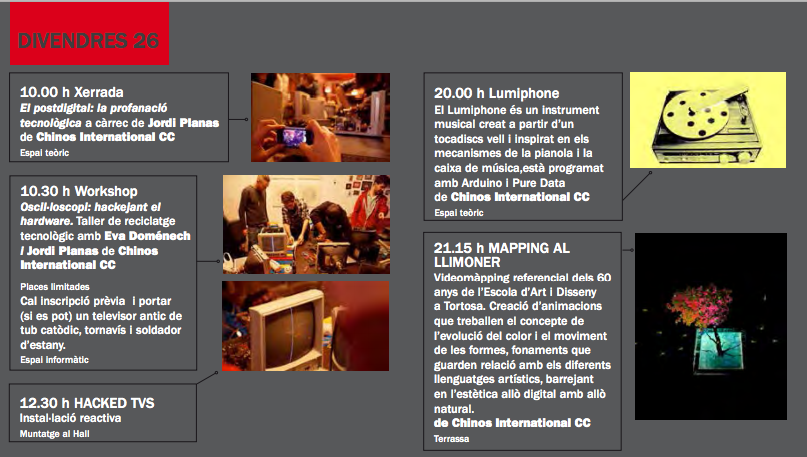 DIVENDRES 26
10.00 h Xerrada
El postdigital: la profanació
tecnològica a càrrec de Jordi Planas
de Chinos International CC
Espai teòric
10.30 h Workshop
Oscil·loscopi: hackejant el
hardware. Taller de reciclatge
tecnològic amb Eva Doménech
i Jordi Planas de Chinos
International CC
Places limitades
Cal inscripció prèvia i portar
(si es pot) un televisor antic de
tub catòdic, tornavís i soldador
d'estany.
Espai informàtic
12.30 h HACKED TVS
Instal·lació reactiva
Muntatge al Hall
20.00 h Lumiphone
El Lumiphone és un instrument
musical creat a partir d'un
tocadiscs vell i inspirat en els
mecanismes de la pianola i la
caixa de música,està programat
amb Arduino i Pure Data
de Chinos International CC
Espai teòric
21.15 h MAPPING AL
LLIMONER
Videomàpping referencial dels 60
anys de l'Escola d'Art i Disseny
a Tortosa. Creació d'animacions
que treballen el concepte de
l'evolució del color i el moviment
de les formes, fonaments que
guarden relació amb els diferents
llenguatges artístics, barrejant
en l'estètica allò digital amb allò
natural.
de Chinos International CC
Terrassa